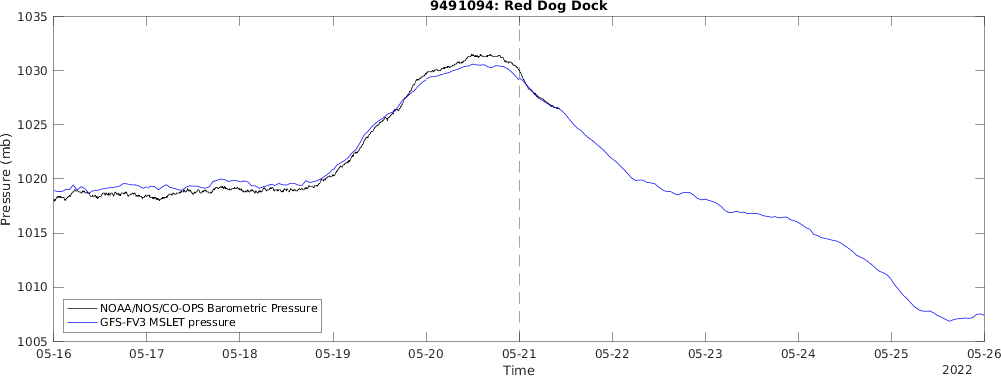 9491094: Red Dog Dock
Pressure (mb)
1035
1030
1025
1020
1015
1010
1005
NOAA/NOS/CO-OPS Barometric Pressure
GFS-FV3 MSLET pressure
05-16 05-17 05-18 05-19 05-20 05-21 05-22 05-23 05-24 05-25 05-26
Time
2022